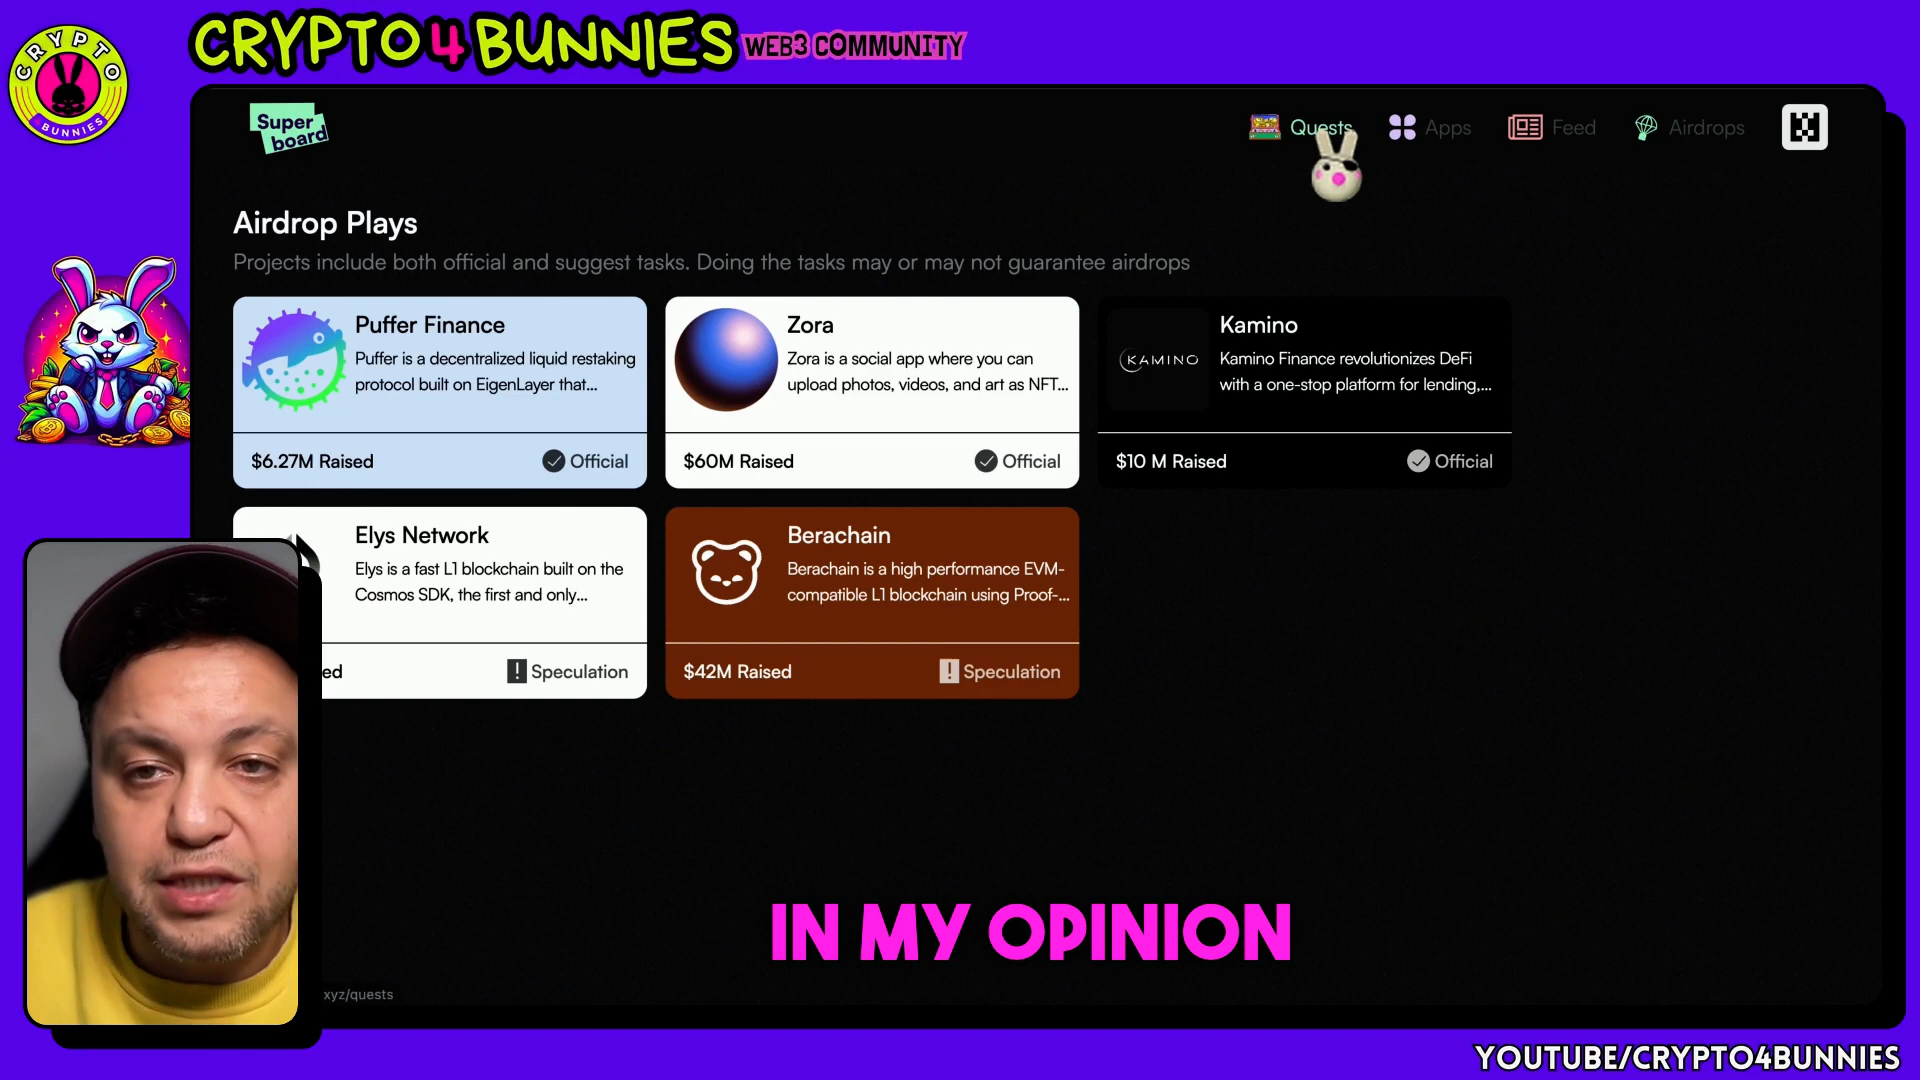 CRYPTO
BUNNIES
CRYPTO4BUNNIES WEB3 COMMUNITY
Super
board
Quests
Apps
Feed
Airdrops
Airdrop Plays
Projects include both official and suggest tasks. Doing the tasks may or may not guarantee airdrops
Puffer Finance
Puffer is a decentralized liquid restaking
protocol built on EigenLayer that...
$6.27M Raised
Official
Zora
Zora is a social app where you can
upload photos, videos, and art as NFT...
$60M Raised
Official
KAMINO
Kamino
Kamino Finance revolutionizes DeFi
with a one-stop platform for lending,...
$10 M Raised
Official
Elys Network
Elys is a fast L1 blockchain built on the
Cosmos SDK, the first and only...
ed
Speculation
Berachain
Berachain is a high performance EVM-
compatible L1 blockchain using Proof-...
$42M Raised
Speculation
IN MY OPINION
xyz/quests
YOUTUBE/CRYPTO4BUNNIES